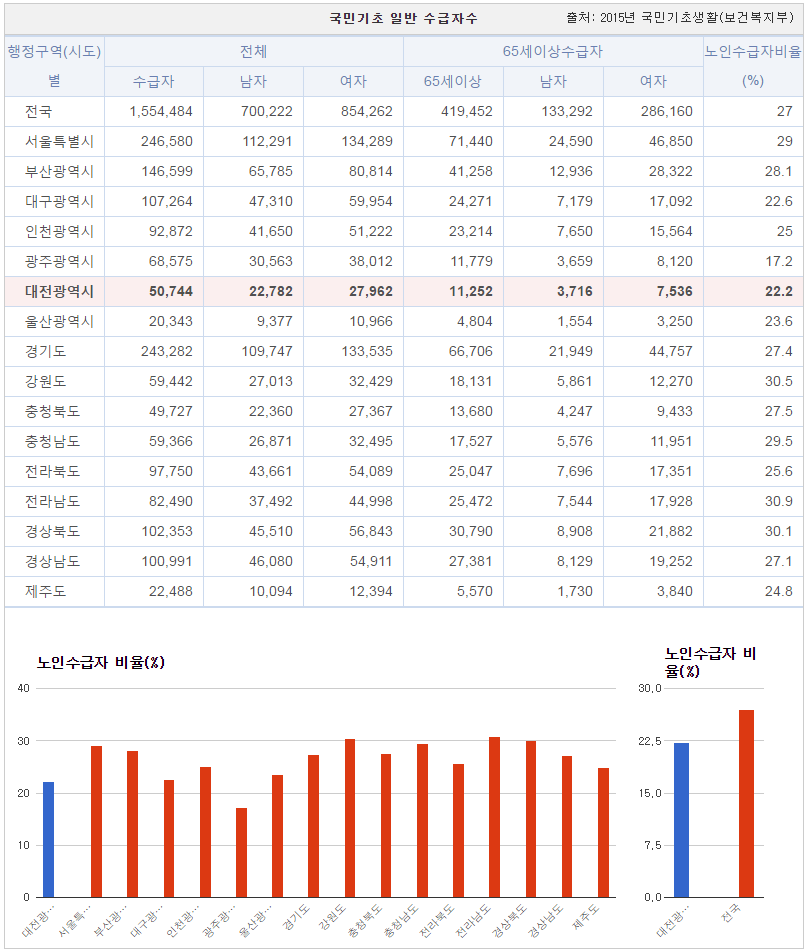 국민기초 일반 수급자수 출처: 2015년 국민기초생활(보건복지부)
행정구역(시도) 전체 65세이상수급자 노인수급자비율
별 수급자 남자 여자 65세이상 남자 여자 (%)
전국 1,554,484 700,222 854,262 419,452 133,292 286,160 27
서울특별시 246,580 112,291 134,289 71,440 24,590 46,850 29
부산광역시 146,599 65,785 80,814 41,258 12,936 28,322 28.1
대구광역시 107,264 47,310 59,954 24,271 7,179 17,092 22.6
인천광역시 92,872 41,650 51,222 23,214 7,650 15,564 25
광주광역시 68,575 30,563 38,012 11,779 3,659 8,120 17.2
대전광역시 50,744 22,782 27,962 11,252 3,716 7,536 22.2
울산광역시 20,343 9,377 10,966 4,804 1,554 3,250 23.6
경기도 243,282 109,747 133,535 66,706 21,949 44,757 27.4
강원도 59,442 27,013 32,429 18,131 5,861 12,270 30.5
충청북도 49,727 22,360 27,367 13,680 4,247 9,433 27.5
충청남도 59,366 26,871 32,495 17,527 5,576 11,951 29.5
전라북도 97,750 43,661 54,089 25,047 7,696 17,351 25.6
전라남도 82,490 37,492 44,998 25,472 7,544 17,928 30.9
경상북도 102,353 45,510 56,843 30,790 8,908 21,882 30.1
경상남도 100,991 46,080 54,911 27,381 8,129 19,252 27.1
제주도 22,488 10,094 12,394 5,570 1,730 3,840 24.8
노인수급자 비율(%)
40
30
20
10
0
대전광… 서울특… 부산광… 대구광… 인천광… 광주광… 울산광… 경기도 강원도 충청북도 충청남도 전라북도 전라남도 경상북도 경상남도 제주도
노인수급자 비
율(%)
30,0
22,5
15,0
7,5
0,0
대전광… 전국